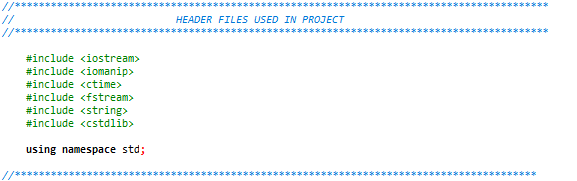 //*****************************************************************************************
// HEADER FILES USED IN PROJECT
//*****************************************************************************************
#include <iostream>
#include <iomanip>
#include <ctime>
#include <fstream>
#include <string>
#include <cstdlib>
using namespace std;
//***************************************************************************************